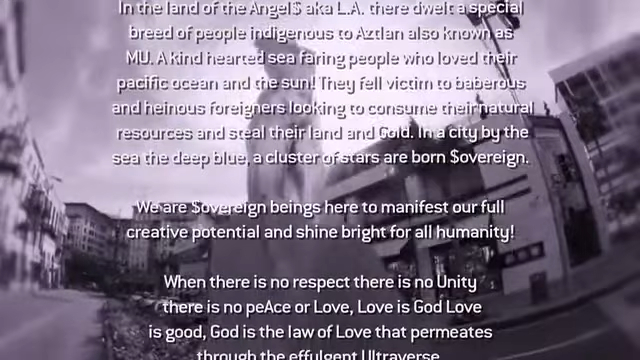 In the land of the Angel$ aka L.A. there dwelt a special
breed of people indigenous to Aztlan also known as
MU. A kind hearted sea faring people who loved their
pacific ocean and the sun! They fell victim to baberous
and heinous foreigners looking to consume their natural
resources and steal their land and Gold. In a city by the
sea the deep blue, a cluster of stars are born $overeign.
We are $overeign beings here to manifest our full
creative potential and shine bright for all humanity!
When there is no respect there is no Unity
there is no peAce or Love, Love is God Love
is good, God is the law of Love that permeates
through the effulgent Ultraverse